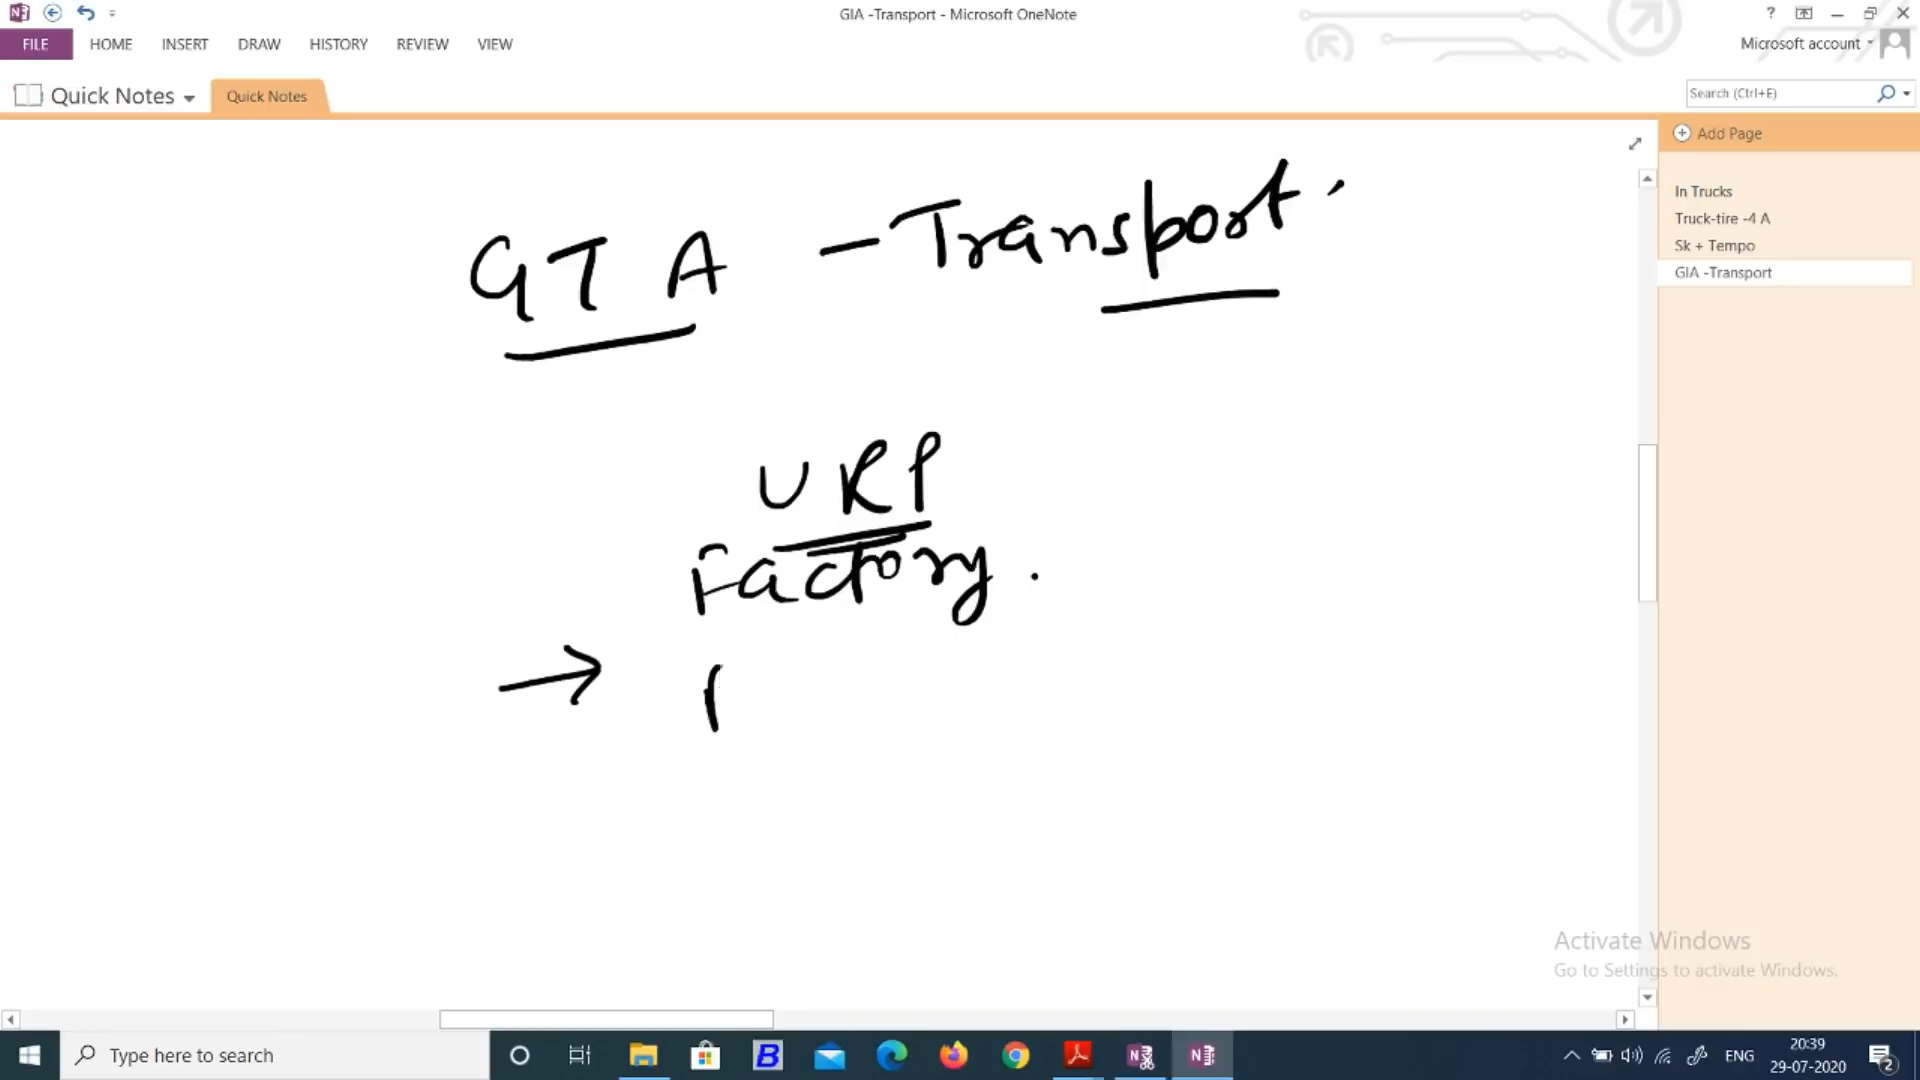 GIA -Transport - Microsoft OneNote
?
FILE HOME INSERT DRAW HISTORY REVIEW VIEW
Microsoft account
Quick Notes
Quick Notes
Search (Ctrl+E)
Add Page
In Trucks
Truck-tire -4 A
Sk + Tempo
GIA -Transport
GTA - Transport
URP
Factory.
→
Activate Windows
Go to Settings to activate Windows.
Type here to search
B
ENG
20:39
29-07-2020
2